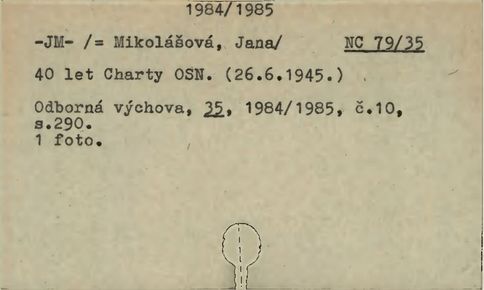 1984/1985
-JM- /= Mikolášová, Jana/ NC 79/35
40 let Charty OSN. (26.6.1945.)
Odborná výchova, 35, 1984/1985, č.10,
s.290.
1 foto.